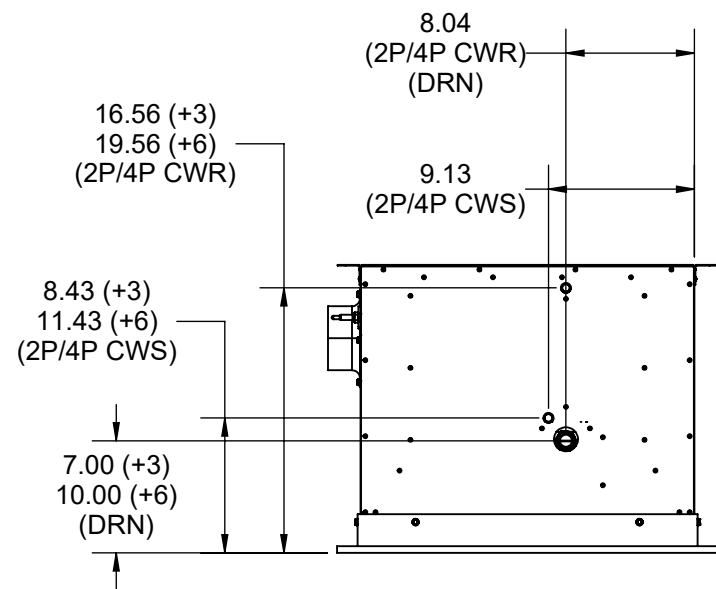 8.04
(2P/4P CWR)
(DRN)
16.56 (+3)
19.56 (+6)
(2P/4P CWR)
9.13
(2P/4P CWS)
8.43 (+3)
11.43 (+6)
(2P/4P CWS)
7.00 (+3)
10.00 (+6)
(DRN)